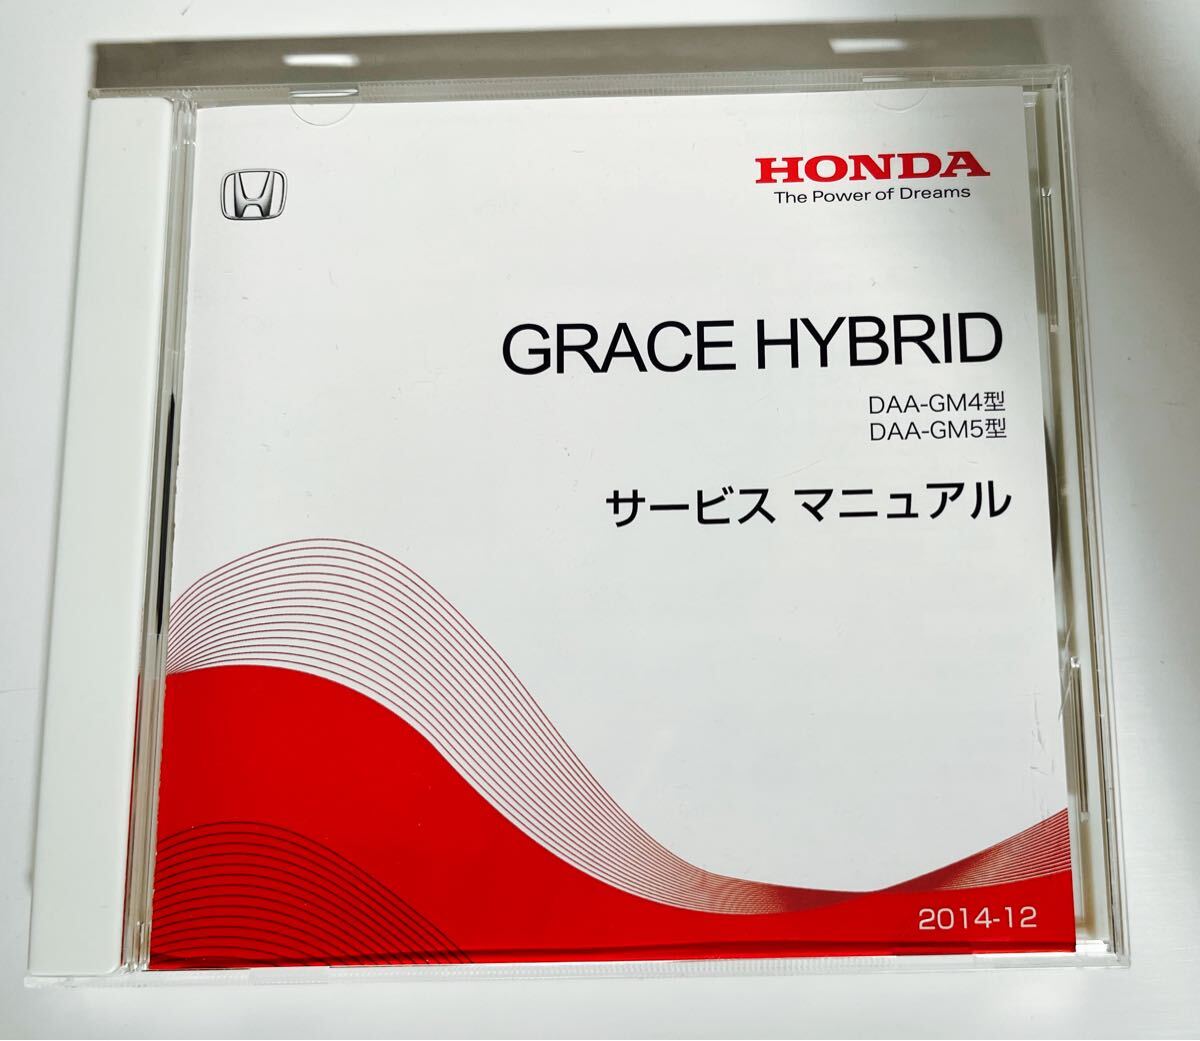 HONDA
The Power of Dreams
GRACE HYBRID
DAA-GM4型
DAA-GM5型
サービス マニュアル
2014-12